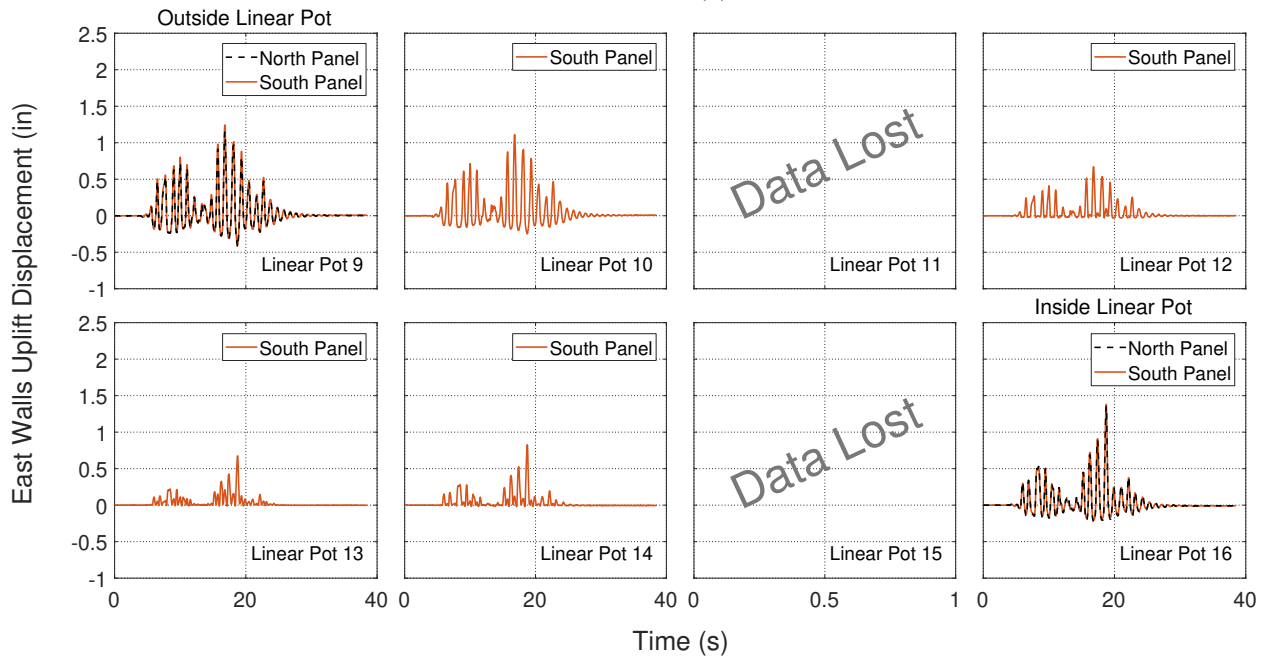 Outside Linear Pot
East Walls Uplift Displacement (in)
2.5
2
1.5
1
0.5
0
-0.5
-1
North Panel
South Panel
Linear Pot 9
South Panel
Linear Pot 10
Data Lost
Linear Pot 11
South Panel
Linear Pot 12
2.5
2
1.5
1
0.5
0
-0.5
-1
South Panel
Linear Pot 13
0 20 40
South Panel
Linear Pot 14
0 20 40
Data Lost
Linear Pot 15
0 0.5 1
Inside Linear Pot
North Panel
South Panel
Linear Pot 16
0 20 40
Time (s)